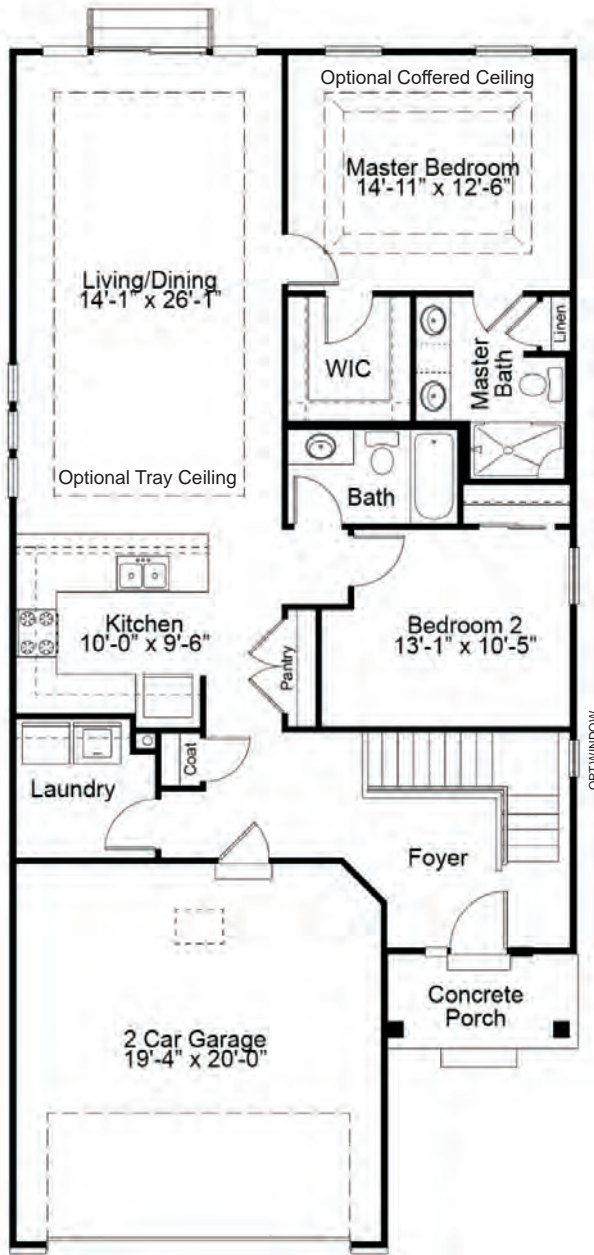 Optional Coffered Ceiling
Master Bedroom
14'-11" x 12'-6"
Living/Dining
14'-1" x 26'-1"
WIC
Master
Bath
Linen
Optional Tray Ceiling
Bath
Kitchen
10'-0" x 9'-6"
Pantry
Bedroom 2
13'-1" x 10'-5"
OPT.WINDOW
Coat
Laundry
Foyer
Concrete
Porch
2 Car Garage
19'-4" x 20'-0"